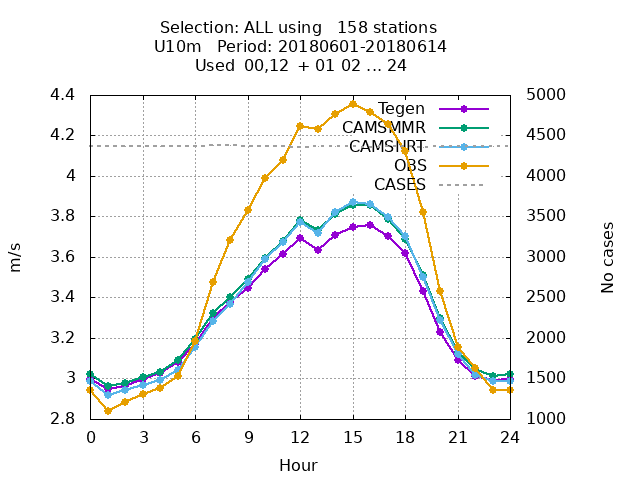 Selection: ALL using   158 stations
U10m   Period: 20180601-20180614
Used  00,12  + 01 02 ... 24
4.4
4.2
4
3.8
3.6
3.4
3.2
3
2.8
5000
4500
4000
3500
3000
2500
2000
1500
1000
Tegen
CAMSMMR
CAMSNRT
OBS
CASES
m/s
No cases
0 3 6 9 12 15 18 21 24
Hour